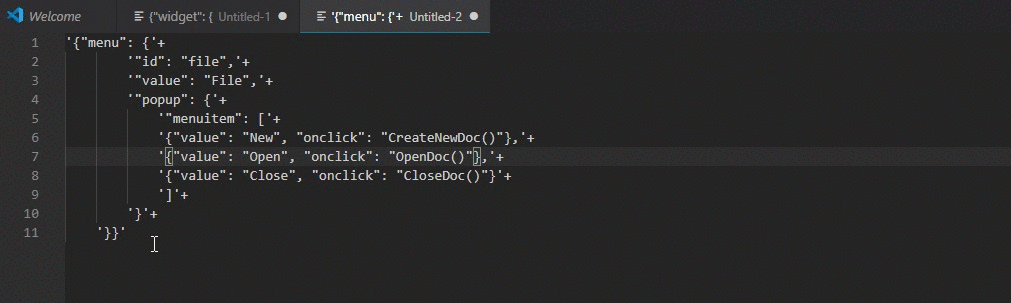 Welcome {"widget": { Untitled-1 '{"menu": {'+ Untitled-2
1 '{"menu": {'+
2 '"id": "file",'+
3 '"value": "File",'+
4 '"popup": {'+
5 '"menuitem": ['+
6 '{"value": "New", "onclick": "CreateNewDoc()"},'+
7 '{"value": "Open", "onclick": "OpenDoc()"},'+
8 '{"value": "Close", "onclick": "CloseDoc()"}'+
9 ']'+
10 '}'+
11 '}}'